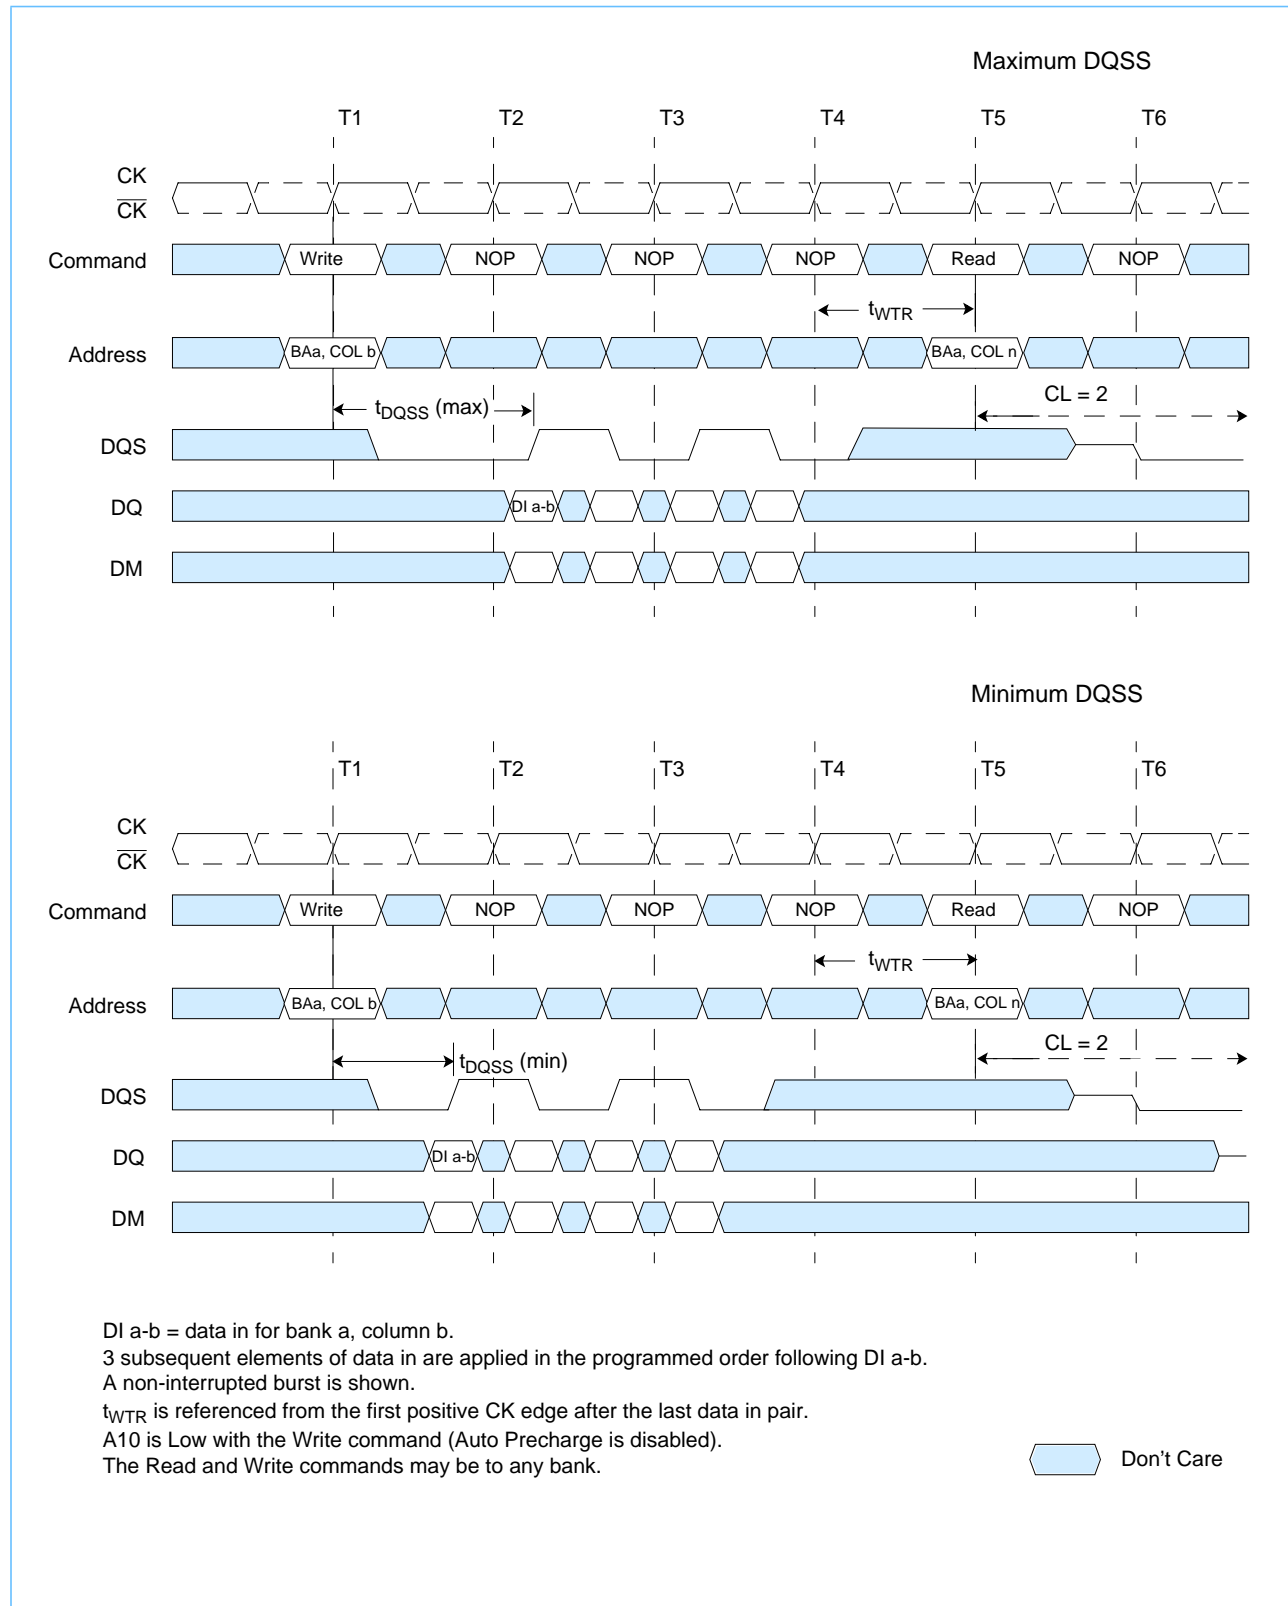 Maximum DQSS
T1 T2 T3 T4 T5 T6
CK
CK
Command Write NOP NOP NOP Read NOP
tWTR
Address BAa, COL b BAa, COL n
tDQSS (max) CL = 2
DQS
DQ DI a-b
DM
Minimum DQSS
T1 T2 T3 T4 T5 T6
CK
CK
Command Write NOP NOP NOP Read NOP
tWTR
Address BAa, COL b BAa, COL n
tDQSS (min) CL = 2
DQS
DQ DI a-b
DM
DI a-b = data in for bank a, column b.
3 subsequent elements of data in are applied in the programmed order following DI a-b.
A non-interrupted burst is shown.
tWTR is referenced from the first positive CK edge after the last data in pair.
A10 is Low with the Write command (Auto Precharge is disabled).
The Read and Write commands may be to any bank.
Don't Care